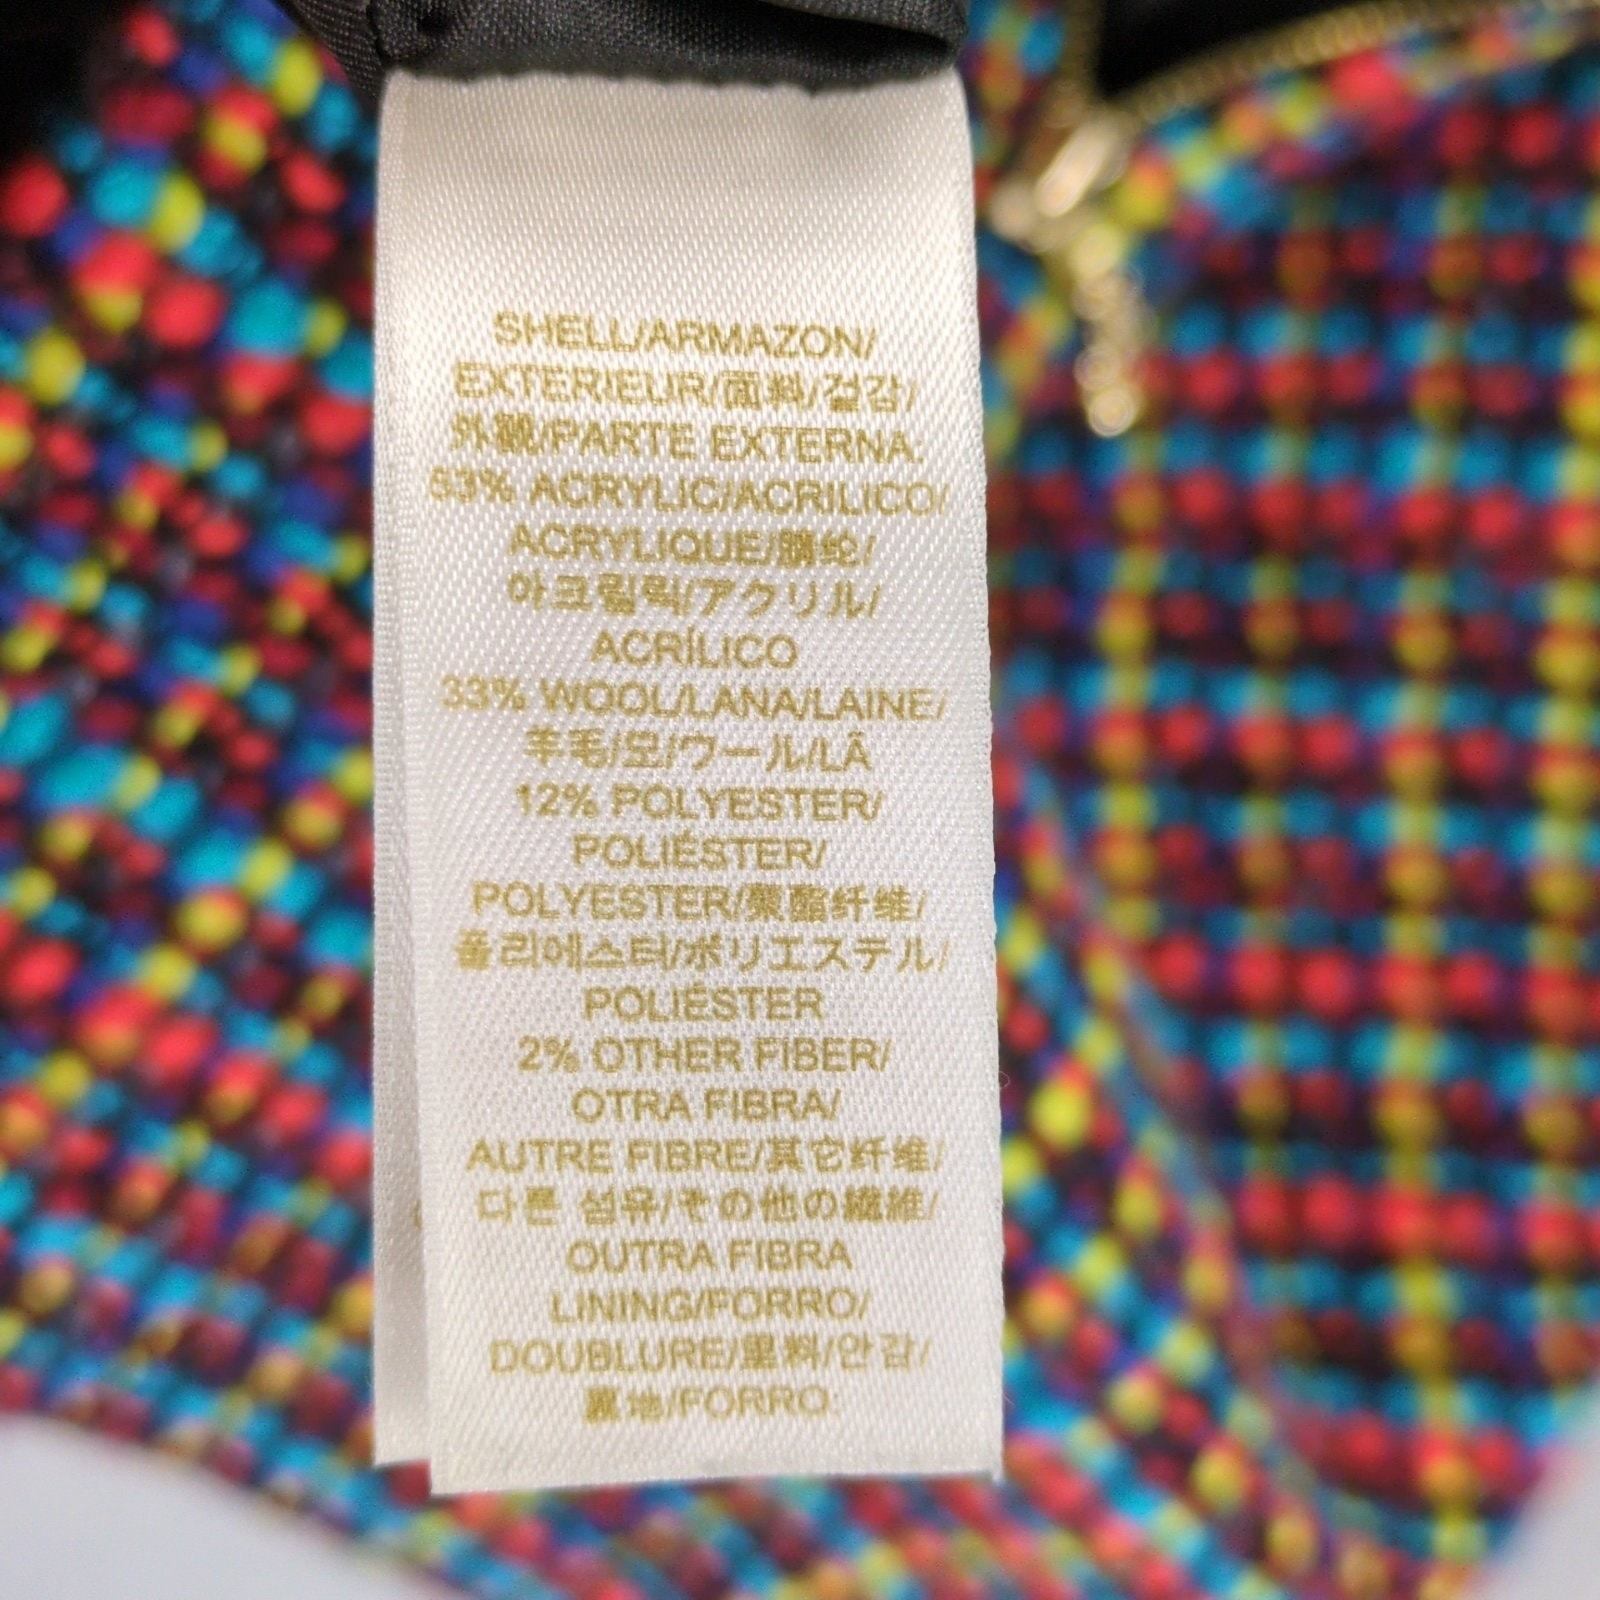 SHELL/ARMAZON/
EXTERIEUR/面料/겉감/
外観/PARTE EXTERNA:
53% ACRYLIC/ACRILICO/
ACRYLIQUE/腈纶/
아크릴릭/アクリル/
ACRÍLICO
33% WOOL/LANA/LAINE/
羊毛/모/ウール/LÃ
12% POLYESTER/
POLIÉSTER/
POLYESTER/聚酯纤维/
폴리에스터/ポリエステル/
POLIÉSTER
2% OTHER FIBER/
OTRA FIBRA/
AUTRE FIBRE/其它纤维/
다른 섬유/その他の繊維/
OUTRA FIBRA
LINING/FORRO/
DOUBLURE/里料/안감/
裏地/FORRO: